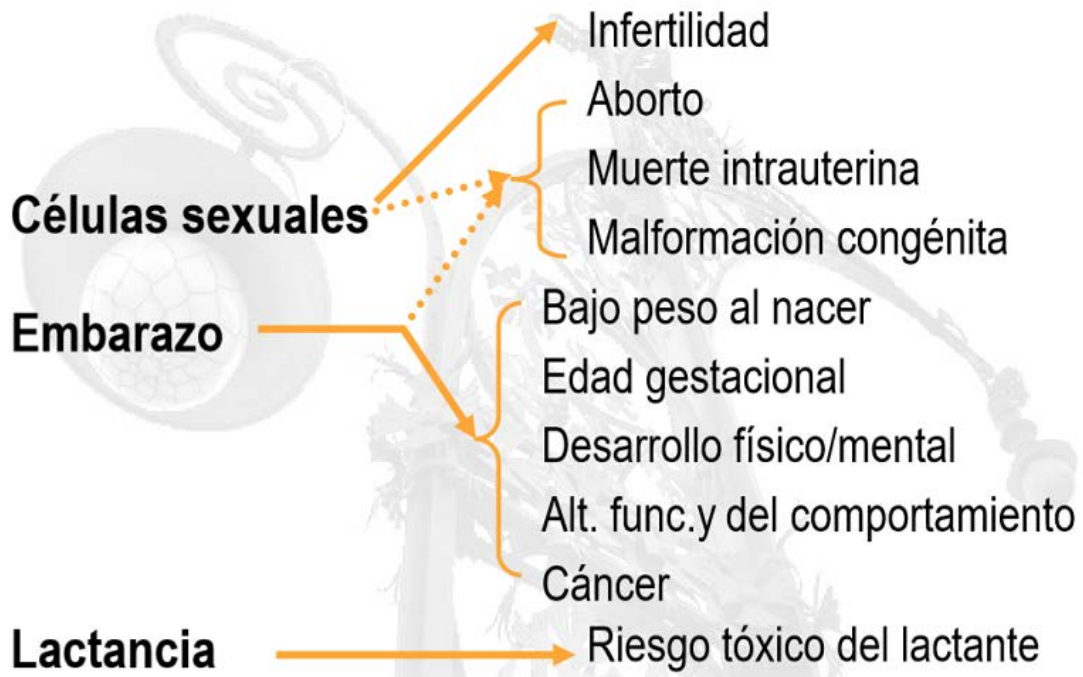 Infertilidad
Aborto
Muerte intrauterina
Células sexuales
Malformación congénita
Bajo peso al nacer
Embarazo
Edad gestacional
Desarrollo físico/mental
Alt. func.y del comportamiento
Cáncer
Lactancia
Riesgo tóxico del lactante